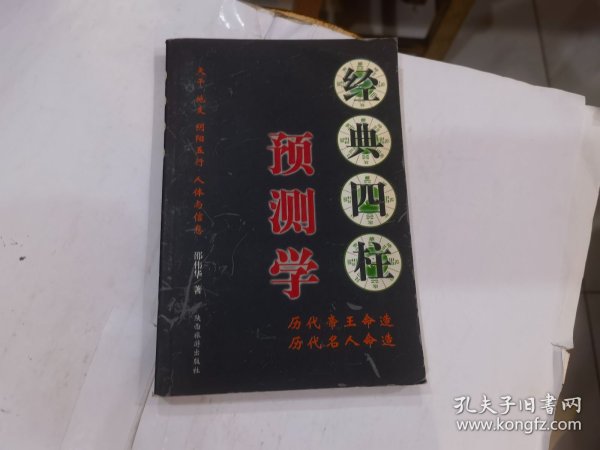 经典四柱
预测学
天干 地支 阴阳五行 人体与信息
邵伟华 著
陕西旅游出版社
历代帝王命造
历代名人命造
孔夫子旧书网
www.kongfz.com